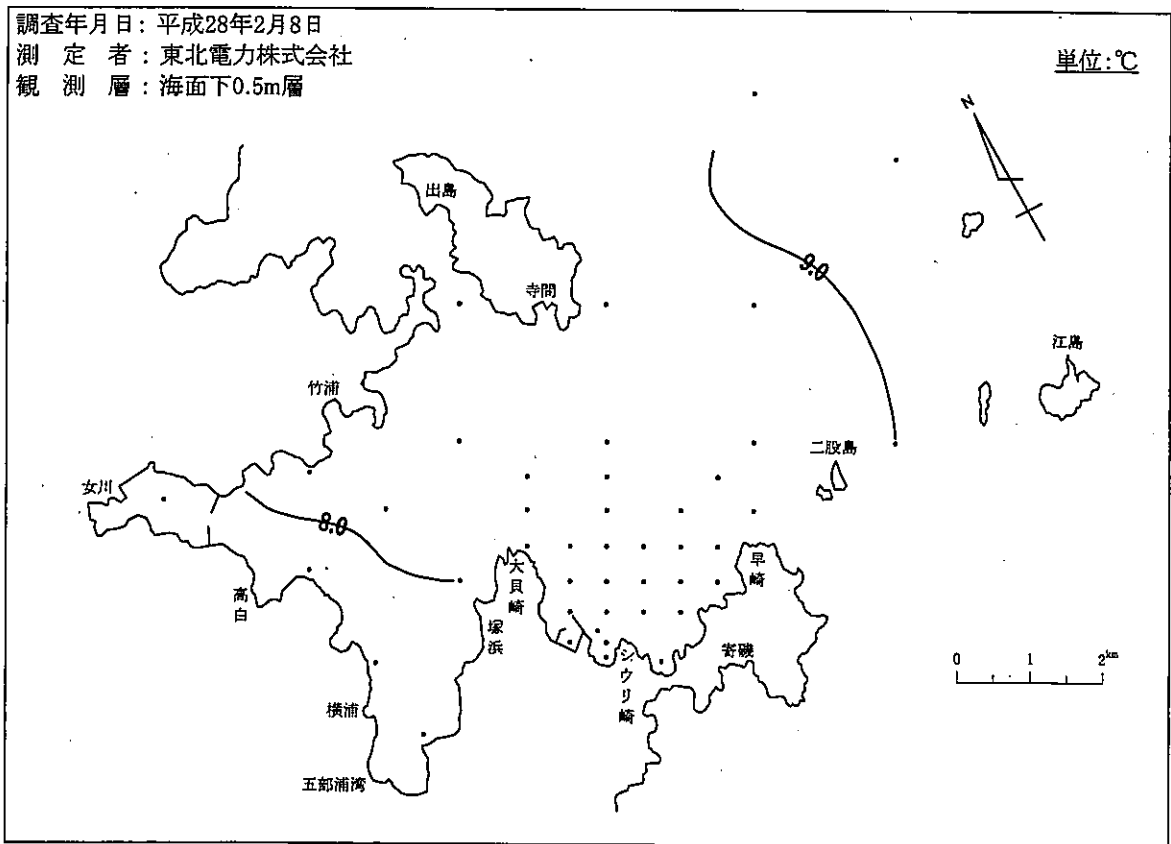 調査年月日：平成28年2月8日
測　定　者：東北電力株式会社
観　測　層：海面下0.5m層
単位：℃
N
出島
寺間
9.0
江島
竹浦
二股島
女川
8.0
高白
大貝崎
塚浜
早崎
寄磯
シウリ崎
横浦
五部浦湾
0 1 2km